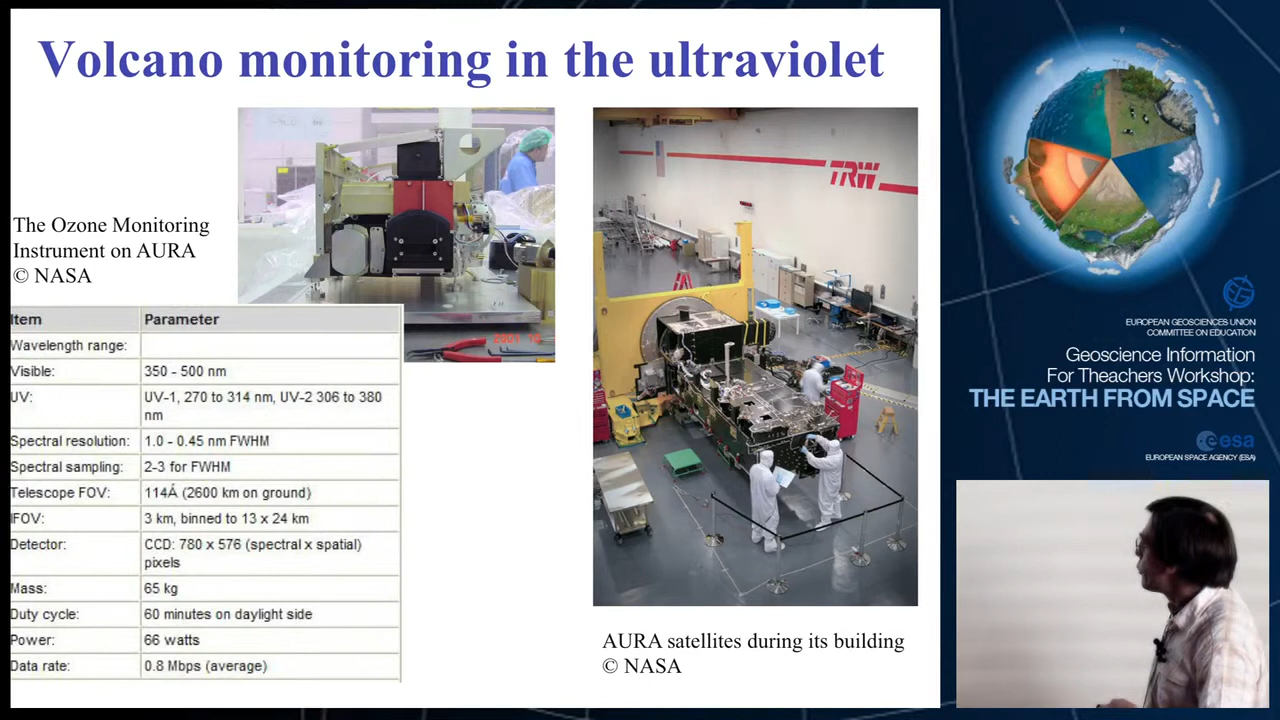 Volcano monitoring in the ultraviolet
The Ozone Monitoring
Instrument on AURA
© NASA
Item Parameter
Wavelength range:
Visible: 350 - 500 nm
UV: UV-1, 270 to 314 nm, UV-2 306 to 380
nm
Spectral resolution: 1.0 - 0.45 nm FWHM
Spectral sampling: 2-3 for FWHM
Telescope FOV: 114Á (2600 km on ground)
IFOV: 3 km, binned to 13 x 24 km
Detector: CCD: 780 x 576 (spectral x spatial)
pixels
Mass: 65 kg
Duty cycle: 60 minutes on daylight side
Power: 66 watts
Data rate: 0.8 Mbps (average)
TRW
AURA satellites during its building
© NASA
EUROPEAN GEOSCIENCES UNION
COMMITTEE ON EDUCATION
Geoscience Information
For Theachers Workshop:
THE EARTH FROM SPACE
esa
EUROPEAN SPACE AGENCY (ESA)